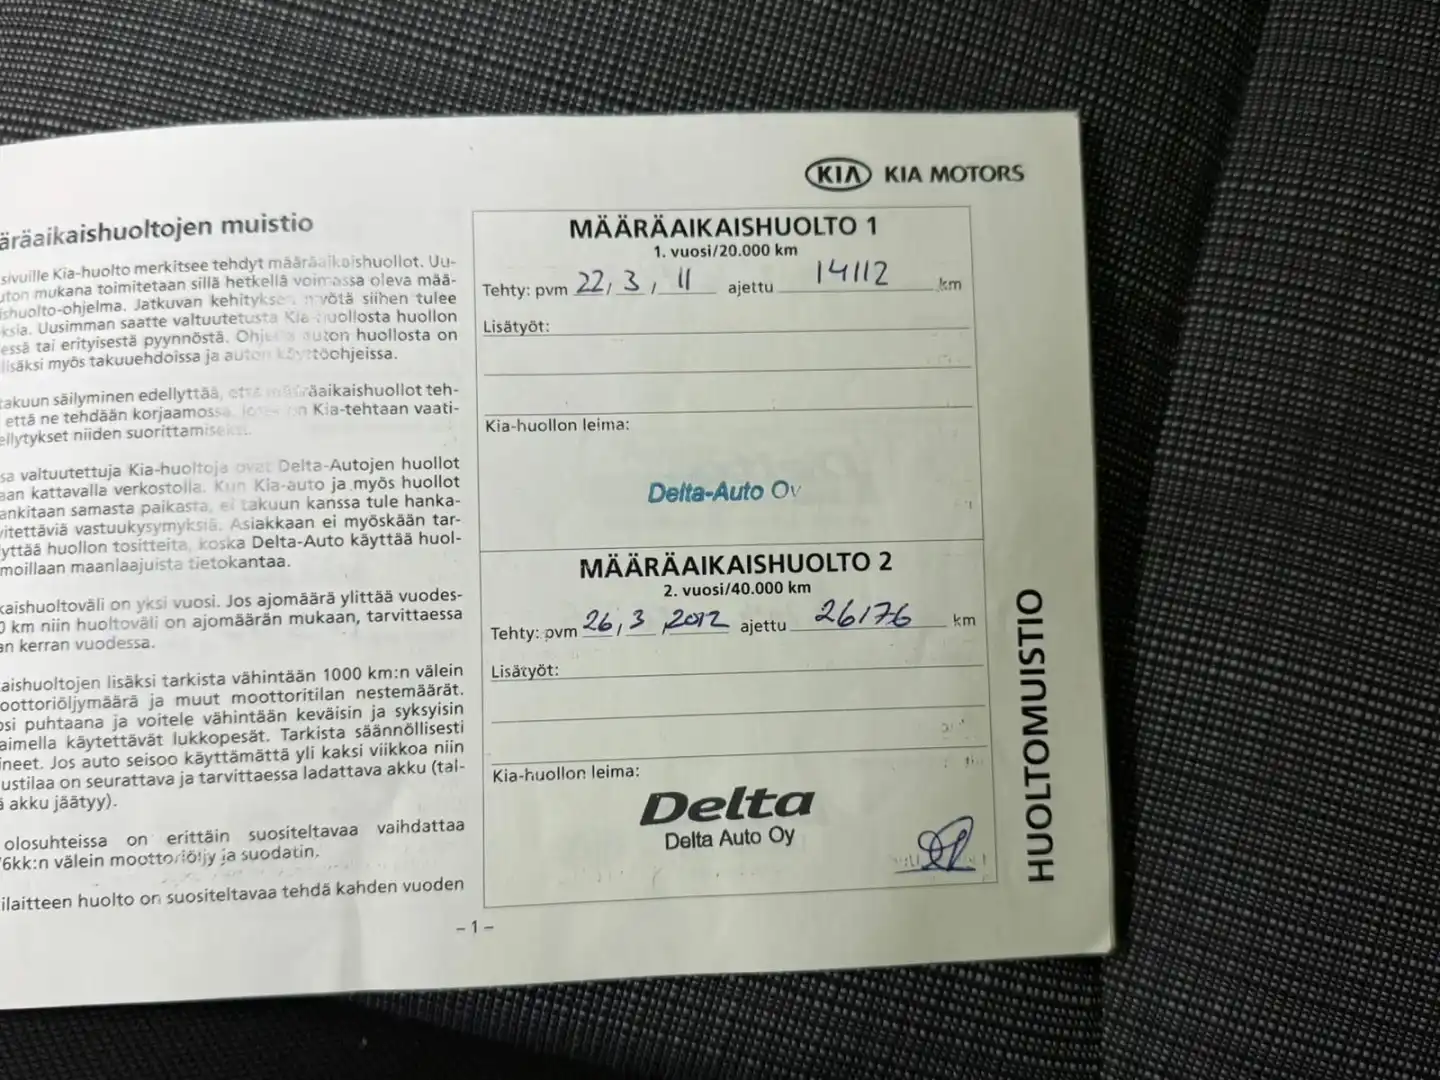 KIA KIA MOTORS
äräaikaishuoltojen muistio
sivuille Kia-huolto merkitsee tehdyt määräaikaishuollot. Uu-
uton mukana toimitetaan sillä hetkellä voimassa oleva mää-
ishuolto-ohjelma. Jatkuvan kehityksen myötä siihen tulee
ksia. Uusimman saatte valtuutetusta Kia-huollosta huollon
essä tai erityisestä pyynnöstä. Ohjeita auton huollosta on
lisäksi myös takuuehdoissa ja auton käyttöohjeissa.
takuun säilyminen edellyttää, että määräaikaishuollot teh-
että ne tehdään korjaamossa, on Kia-tehtaan vaati-
ellytykset niiden suorittamiseksi.
sa valtuutettuja Kia-huoltoja ovat Delta-Autojen huollot
aan kattavalla verkostolla. Kun Kia-auto ja myös huollot
ankitaan samasta paikasta, ei takuun kanssa tule hanka-
vitettäviä vastuukysymyksiä. Asiakkaan ei myöskään tar-
yttää huollon tositteita, koska Delta-Auto käyttää huol-
moillaan maanlaajuista tietokantaa.
kaishuoltoväli on yksi vuosi. Jos ajomäärä ylittää vuodes-
0 km niin huoltoväli on ajomäärän mukaan, tarvittaessa
an kerran vuodessa.
aishuoltojen lisäksi tarkista vähintään 1000 km:n välein
oottoriöljymäärä ja muut moottoritilan nestemäärät.
osi puhtaana ja voitele vähintään keväisin ja syksyisin
aimella käytettävät lukkopesät. Tarkista säännöllisesti
ineet. Jos auto seisoo käyttämättä yli kaksi viikkoa niin
ustilaa on seurattava ja tarvittaessa ladattava akku (tal-
ä akku jäätyy).
olosuhteissa on erittäin suositeltavaa vaihdattaa
/6kk:n välein moottoriöljy ja suodatin.
ilaitteen huolto on suositeltavaa tehdä kahden vuoden
MÄÄRÄAIKAISHUOLTO 1
1. vuosi/20.000 km
Tehty: pvm 22, 3, 11 ajettu 14112 km
Lisätyöt:
Kia-huollon leima:
Delta-Auto Oy
MÄÄRÄAIKAISHUOLTO 2
2. vuosi/40.000 km
Tehty: pvm 26, 3, 2012 ajettu 26176 km
Lisätyöt:
Kia-huollon leima:
Delta
Delta Auto Oy
– 1 –
HUOLTOMUISTIO